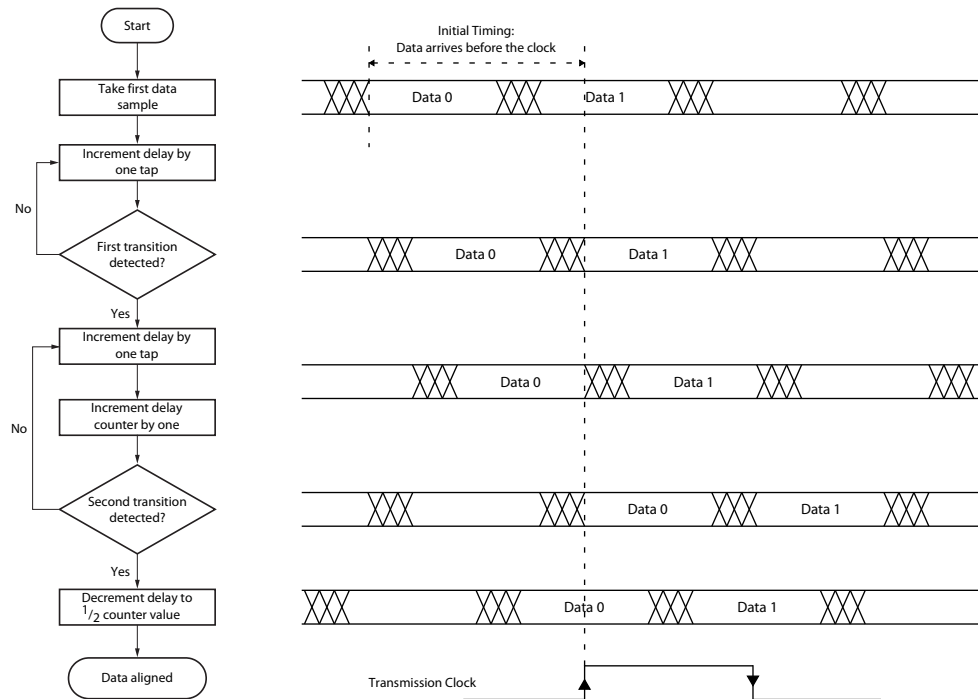 Start
Take first data
sample
Increment delay by
one tap
No
First transition
detected?
Yes
Increment delay by
one tap
Increment delay
counter by one
No
Second transition
detected?
Yes
Decrement delay to
1/2 counter value
Data aligned
Initial Timing:
Data arrives before the clock
Data 0
Data 1
Data 0
Data 1
Data 0
Data 1
Data 0
Data 1
Data 0
Data 1
Transmission Clock